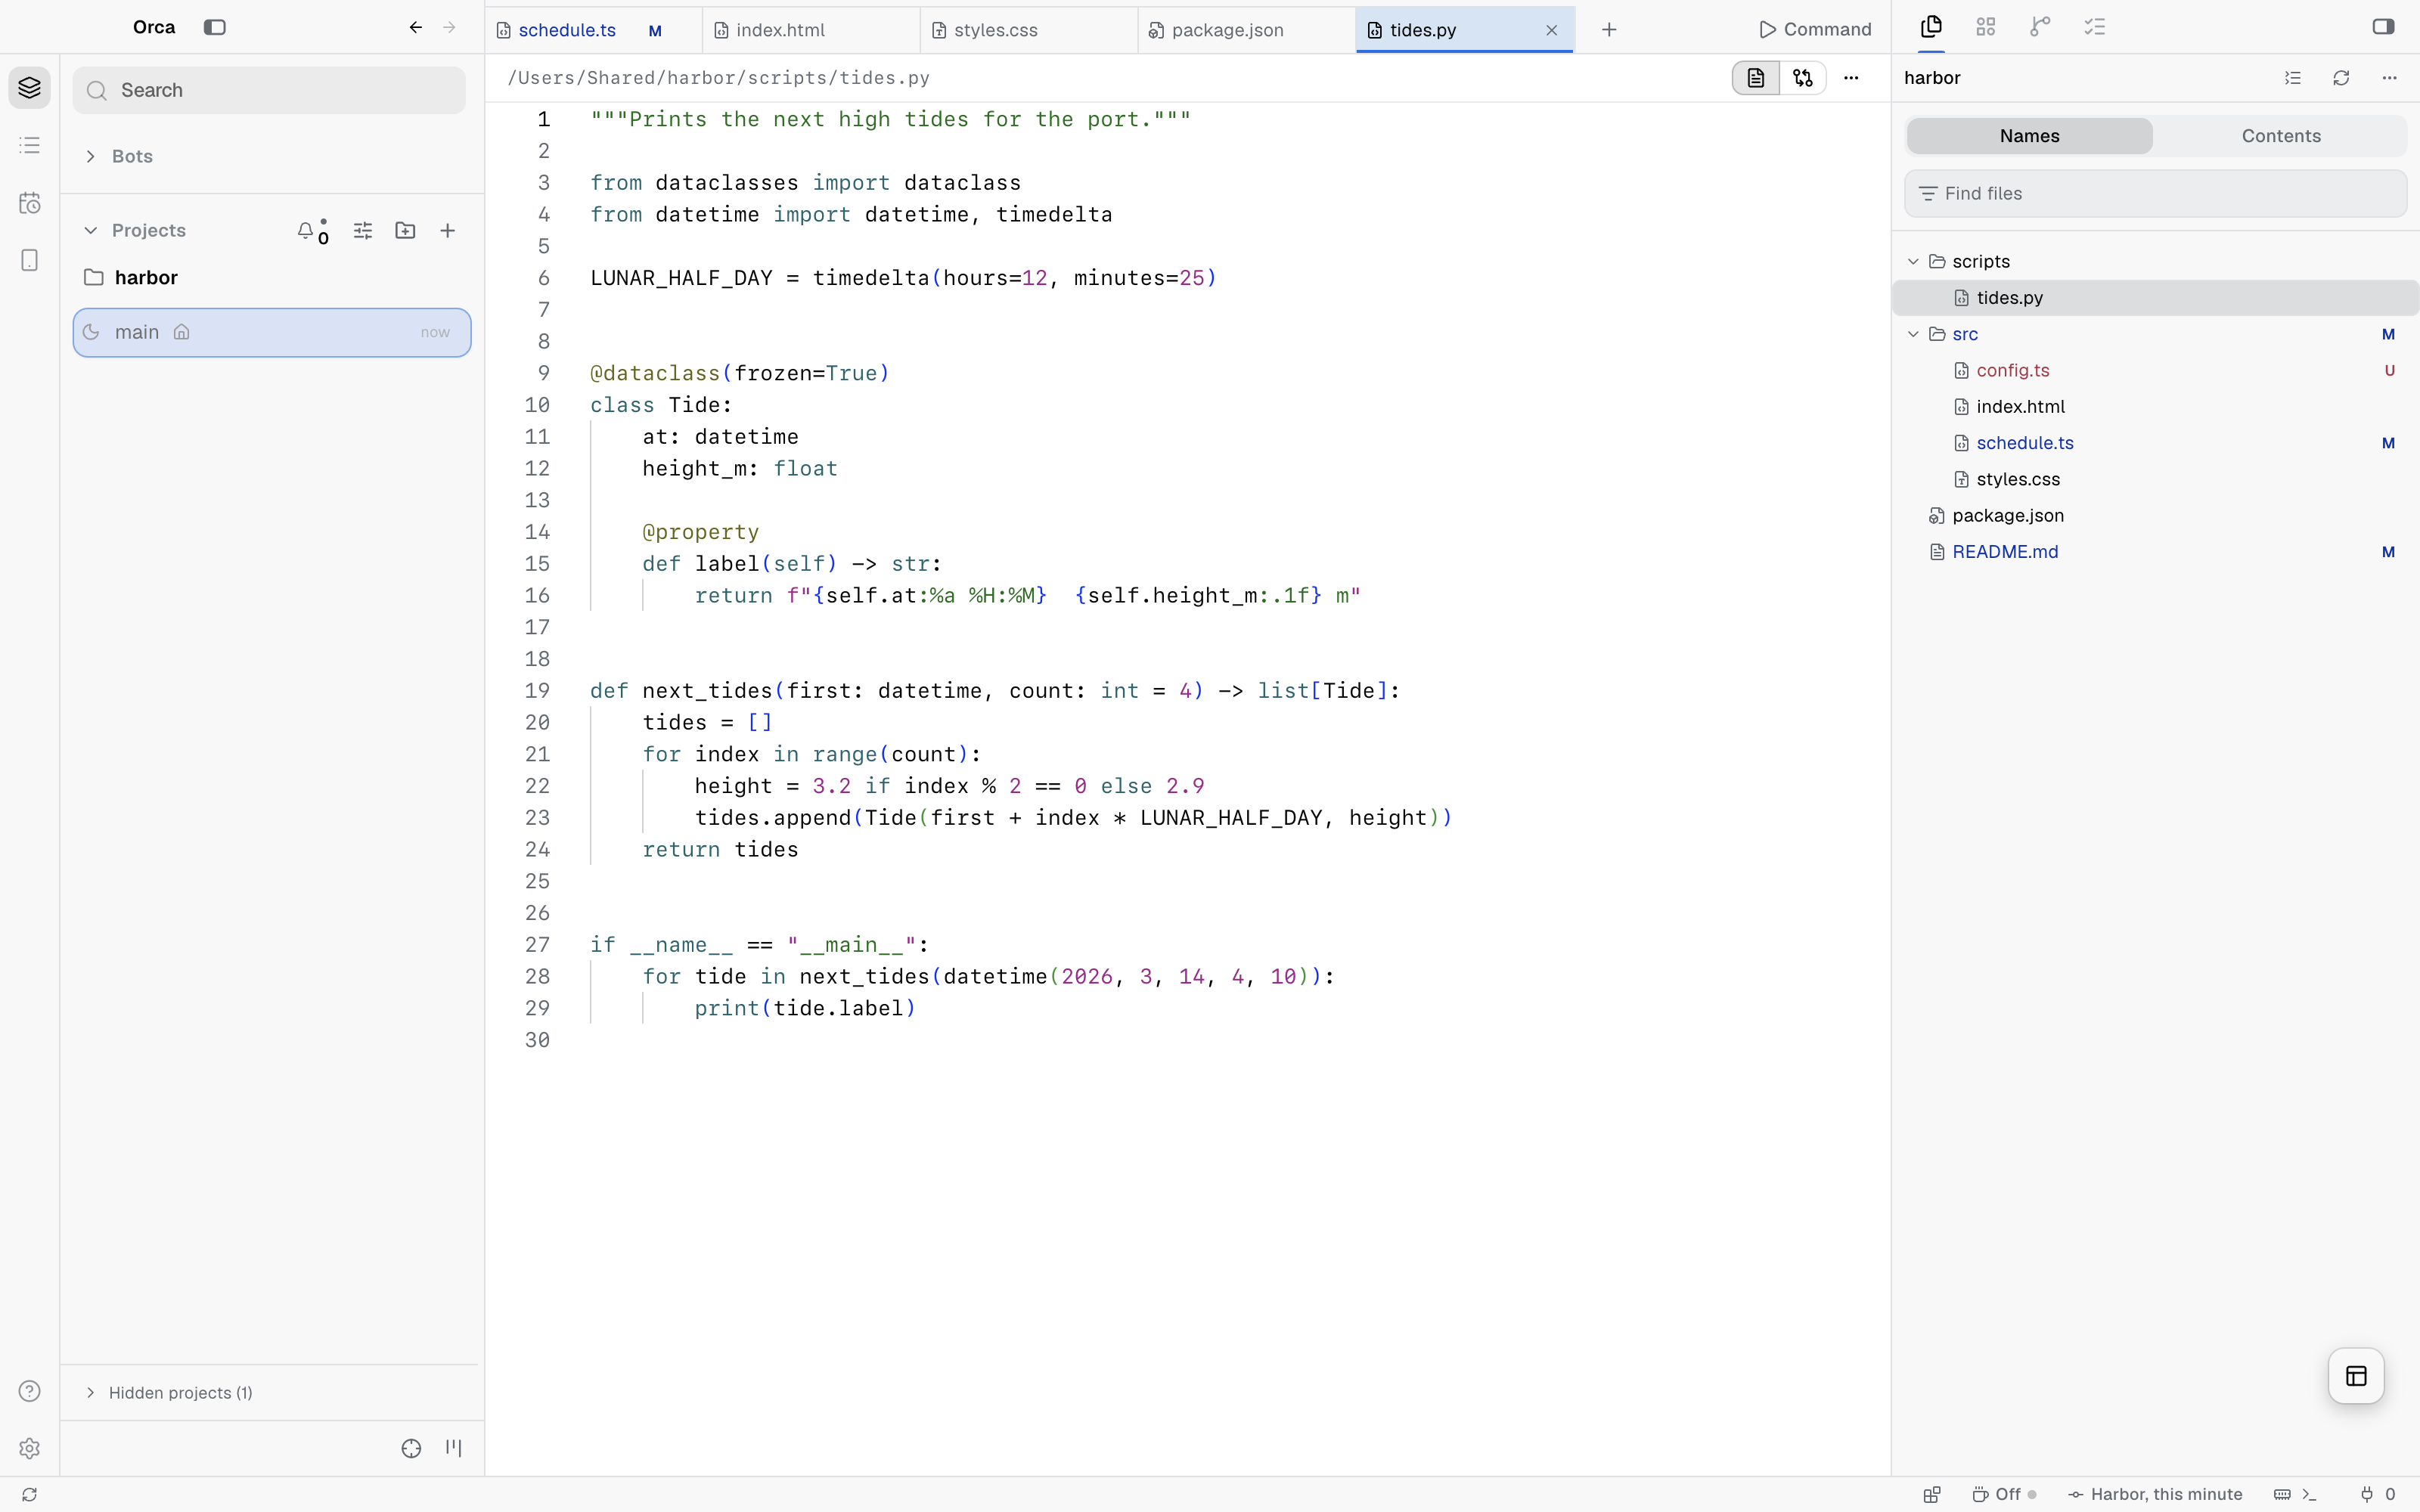 Orca
schedule.ts M
index.html
styles.css
package.json
tides.py
Command
Search
Bots
Projects 0
harbor
main now
Hidden projects (1)
/Users/Shared/harbor/scripts/tides.py
1 """Prints the next high tides for the port."""
2
3 from dataclasses import dataclass
4 from datetime import datetime, timedelta
5
6 LUNAR_HALF_DAY = timedelta(hours=12, minutes=25)
7
8
9 @dataclass(frozen=True)
10 class Tide:
11     at: datetime
12     height_m: float
13
14     @property
15     def label(self) -> str:
16         return f"{self.at:%a %H:%M}  {self.height_m:.1f} m"
17
18
19 def next_tides(first: datetime, count: int = 4) -> list[Tide]:
20     tides = []
21     for index in range(count):
22         height = 3.2 if index % 2 == 0 else 2.9
23         tides.append(Tide(first + index * LUNAR_HALF_DAY, height))
24     return tides
25
26
27 if __name__ == "__main__":
28     for tide in next_tides(datetime(2026, 3, 14, 4, 10)):
29         print(tide.label)
30
harbor
Names Contents
Find files
scripts
tides.py
src M
config.ts U
index.html
schedule.ts M
styles.css
package.json
README.md M
Off
Harbor, this minute
0